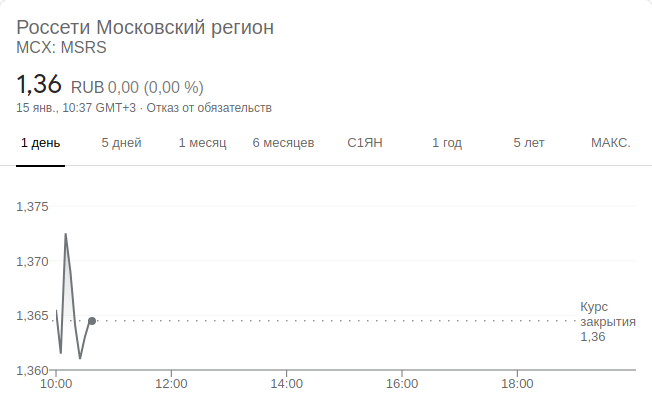 Россети Московский регион
MCX: MSRS
1,36 RUB 0,00 (0,00 %)
15 янв., 10:37 GMT+3 · Отказ от обязательств
1 день 5 дней 1 месяц 6 месяцев С1ЯН 1 год 5 лет МАКС.
1,375
1,370
1,365
1,360
Курс
закрытия
1,36
10:00 12:00 14:00 16:00 18:00